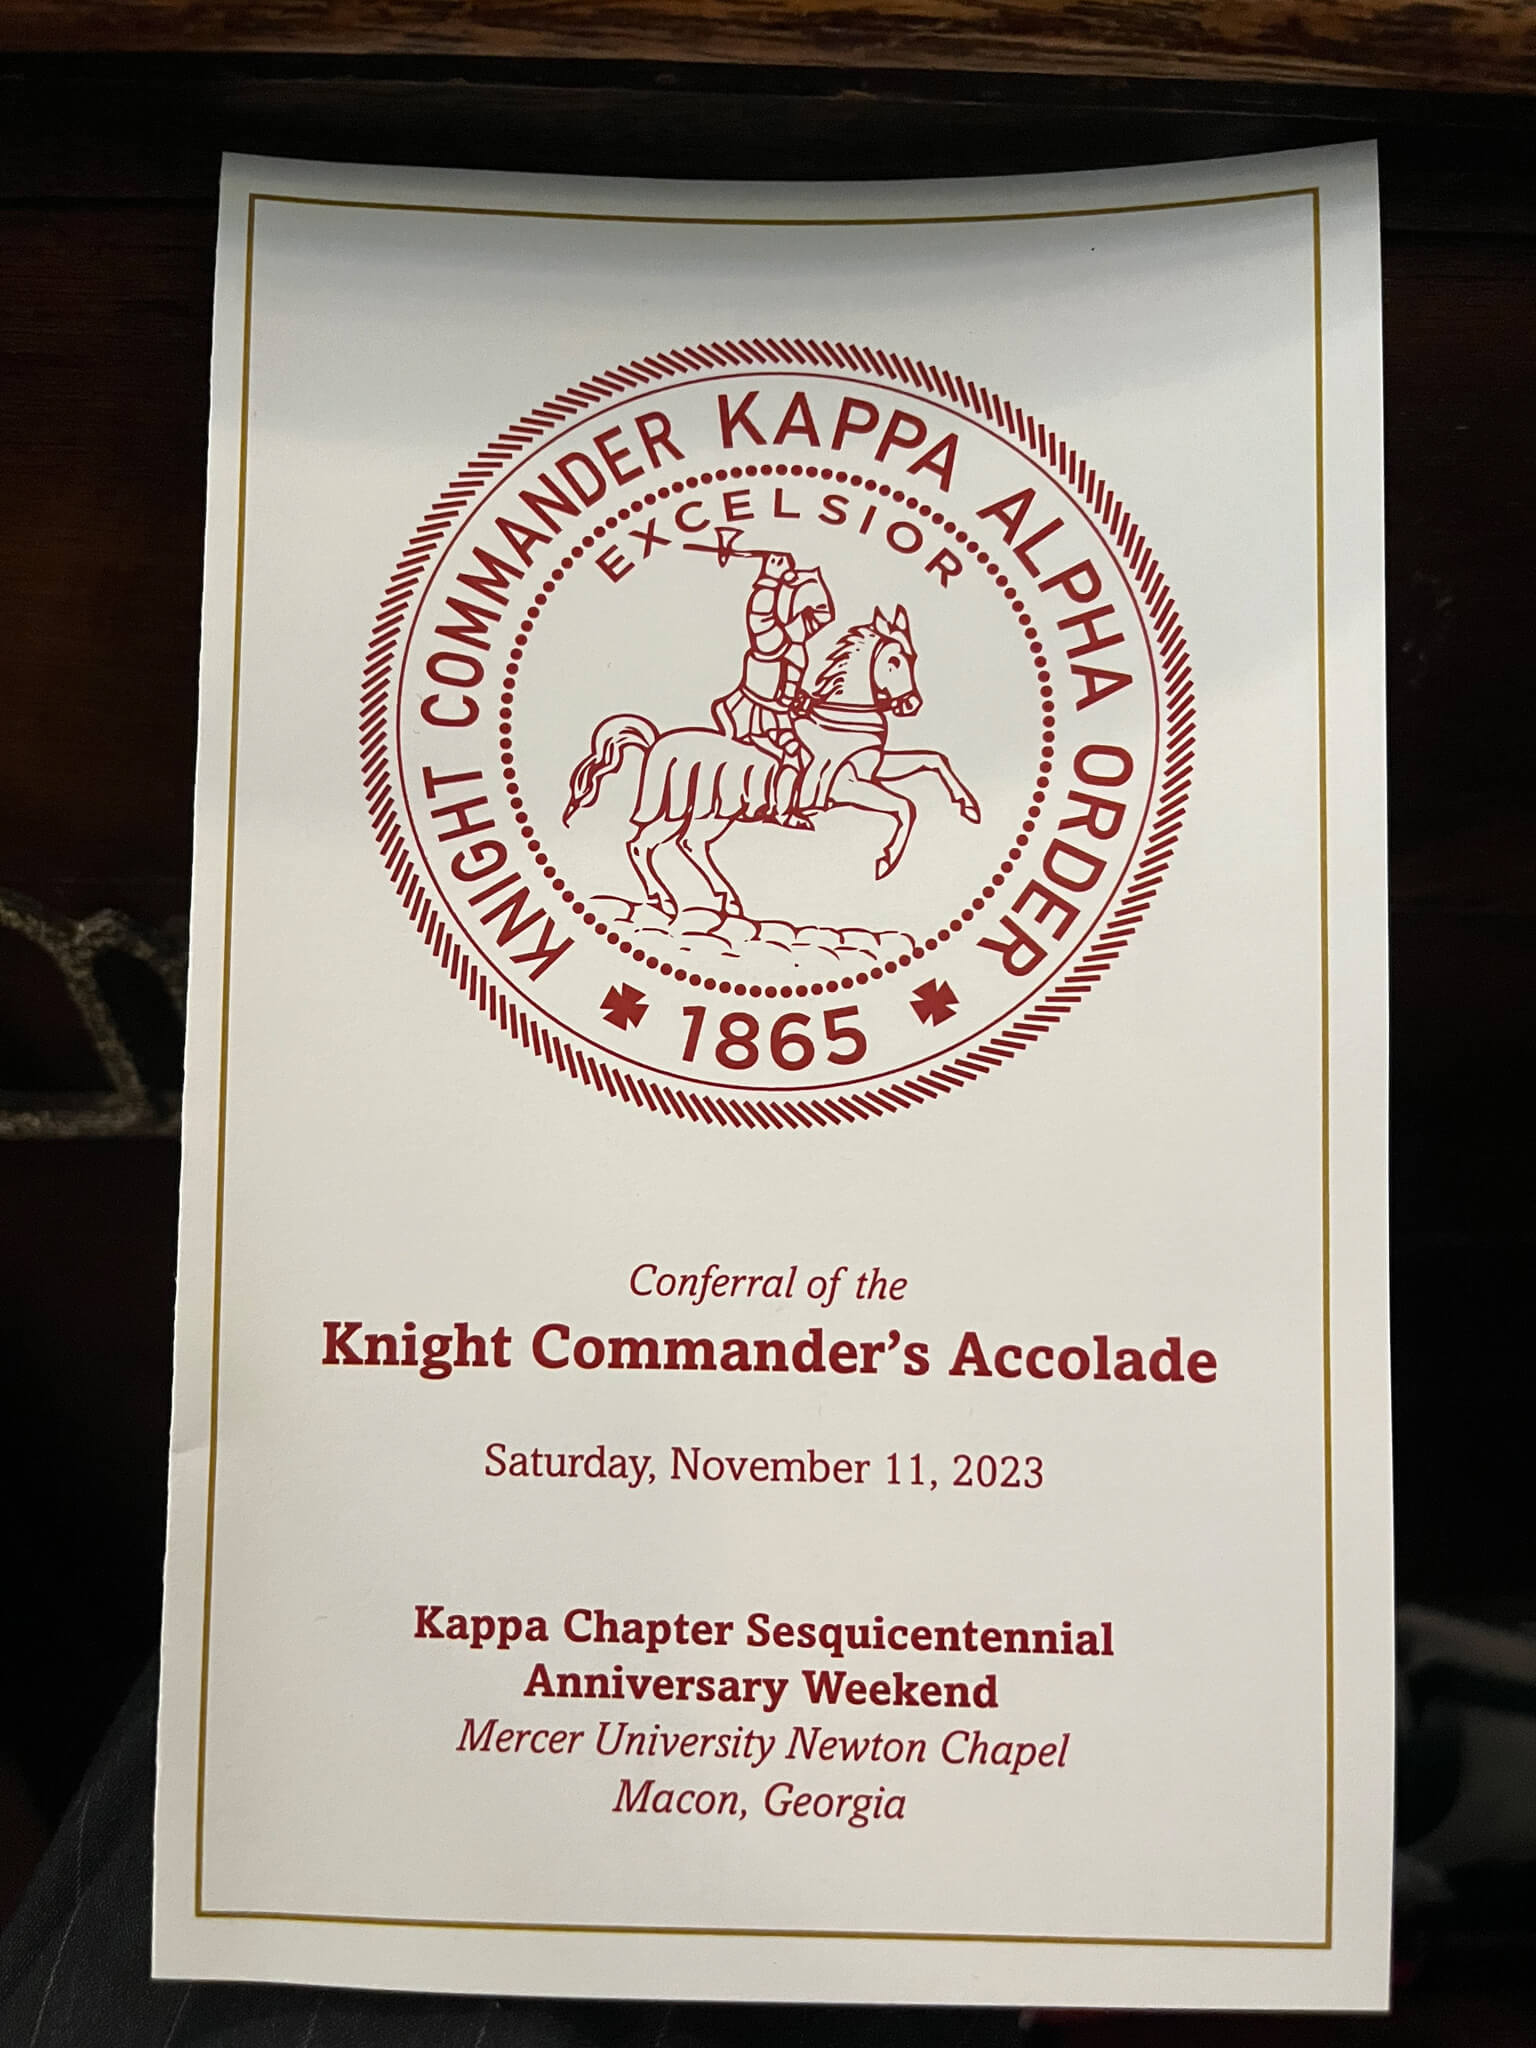 KNIGHT COMMANDER KAPPA ALPHA ORDER
EXCELSIOR
1865
Conferral of the
Knight Commander’s Accolade
Saturday, November 11, 2023
Kappa Chapter Sesquicentennial
Anniversary Weekend
Mercer University Newton Chapel
Macon, Georgia